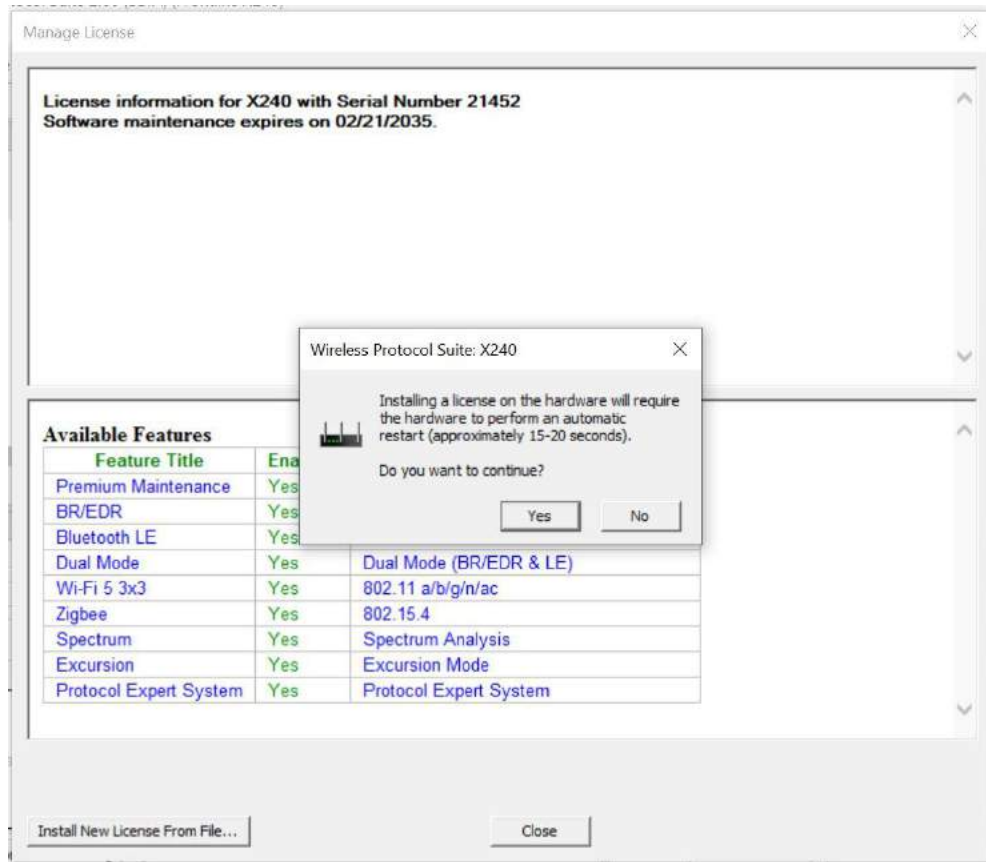 Manage License
License information for X240 with Serial Number 21452
Software maintenance expires on 02/21/2035.
Wireless Protocol Suite: X240
Installing a license on the hardware will require
the hardware to perform an automatic
restart (approximately 15-20 seconds).
Do you want to continue?
Yes No
Available Features
Feature Title Ena
Premium Maintenance Yes
BR/EDR Yes
Bluetooth LE Yes
Dual Mode Yes Dual Mode (BR/EDR & LE)
Wi-Fi 5 3x3 Yes 802.11 a/b/g/n/ac
Zigbee Yes 802.15.4
Spectrum Yes Spectrum Analysis
Excursion Yes Excursion Mode
Protocol Expert System Yes Protocol Expert System
Install New License From File... Close